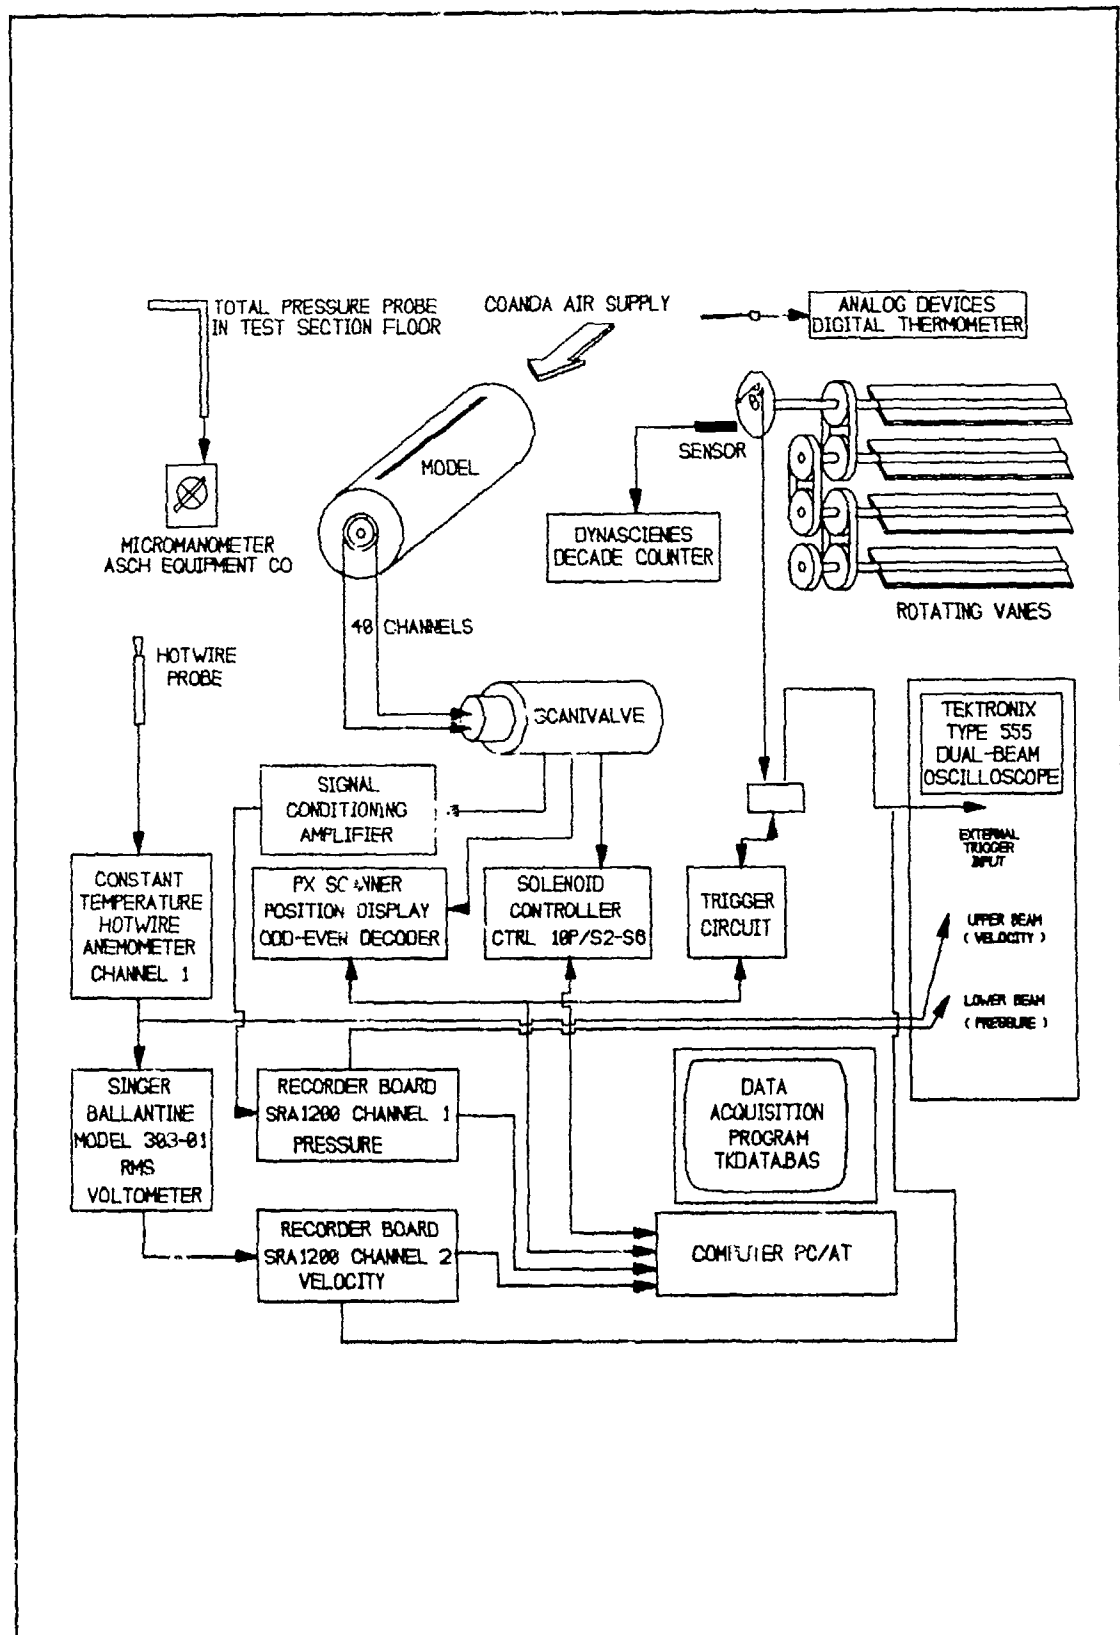 TOTAL PRESSURE PROBE
IN TEST SECTION FLOOR
COANDA AIR SUPPLY
ANALOG DEVICES
DIGITAL THERMOMETER
MODEL
SENSOR
DYNASCIENES
DECADE COUNTER
MICROMANOMETER
ASCH EQUIPMENT CO
ROTATING VANES
40 CHANNELS
HOTWIRE
PROBE
SCANIVALVE
TEKTRONIX
TYPE 555
DUAL-BEAM
OSCILLOSCOPE
SIGNAL
CONDITIONING
AMPLIFIER
EXTERNAL
TRIGGER
INPUT
CONSTANT
TEMPERATURE
HOTWIRE
ANEMOMETER
CHANNEL 1
PX SCANNER
POSITION DISPLAY
ODD-EVEN DECODER
SOLENOID
CONTROLLER
CTRL 10P/S2-S6
TRIGGER
CIRCUIT
UPPER BEAM
( VELOCITY )
LOWER BEAM
( PRESSURE )
SINGER
BALLANTINE
MODEL 303-01
RMS
VOLTOMETER
RECORDER BOARD
SRA1200 CHANNEL 1
PRESSURE
DATA
ACQUISITION
PROGRAM
TKDATA.BAS
RECORDER BOARD
SRA1200 CHANNEL 2
VELOCITY
COMPUTER PC/AT